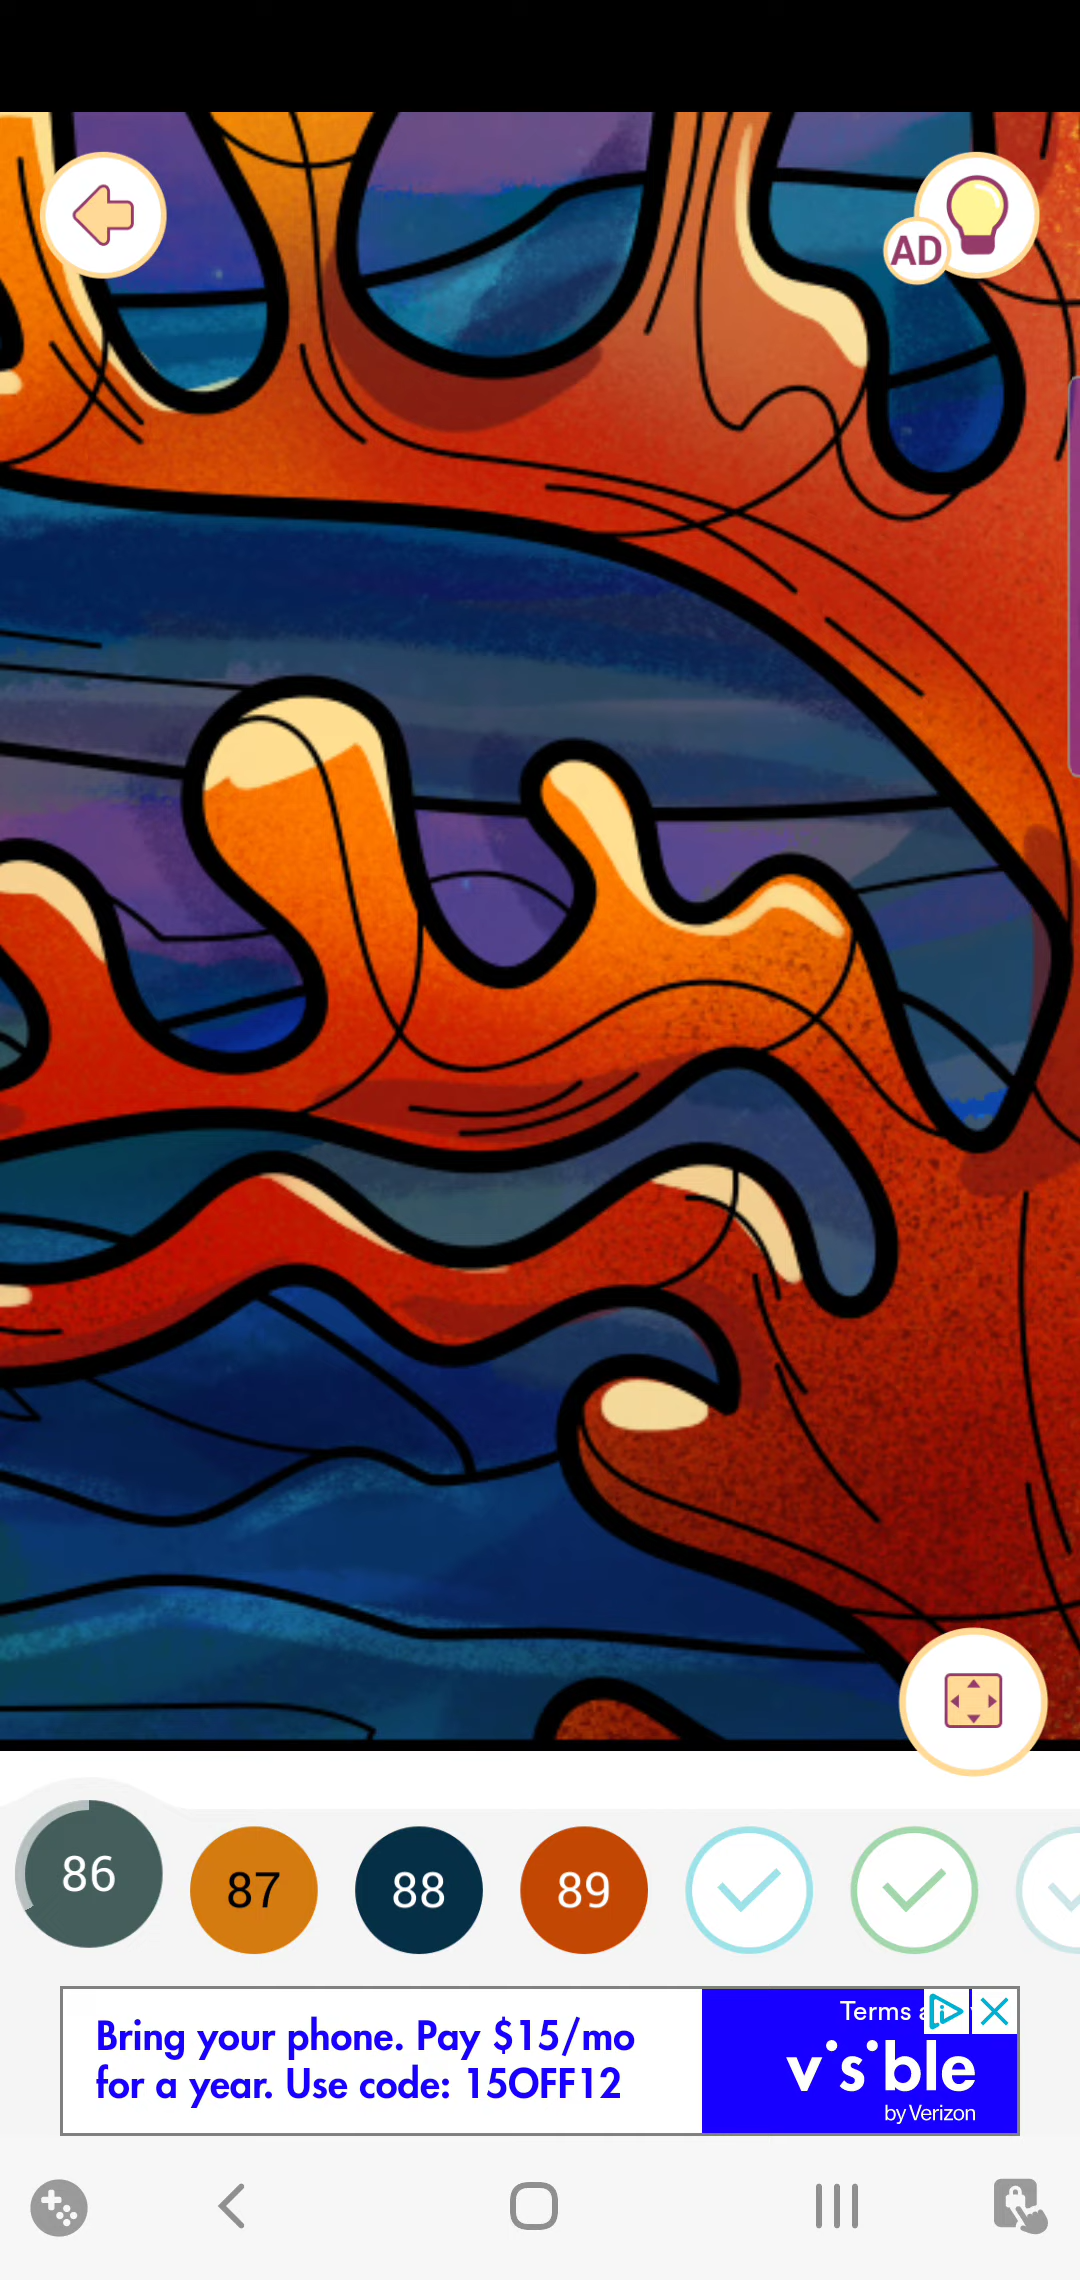 AD
86
87
88
89
Bring your phone. Pay $15/mo
for a year. Use code: 15OFF12
Terms
visible
by Verizon